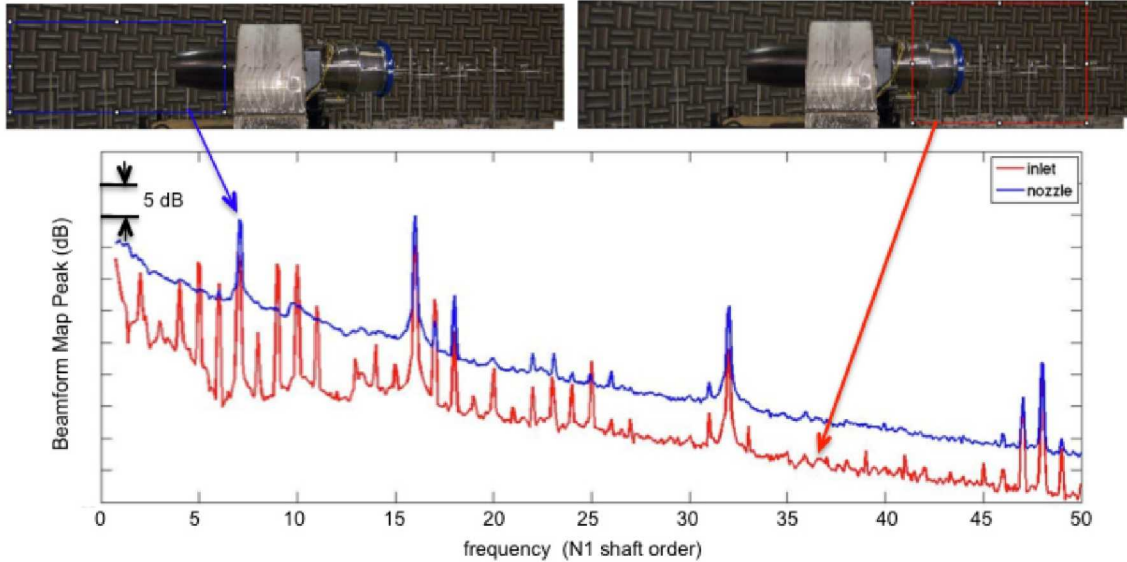 inlet
nozzle
5 dB
Beamform Map Peak (dB)
0 5 10 15 20 25 30 35 40 45 50
frequency (N1 shaft order)